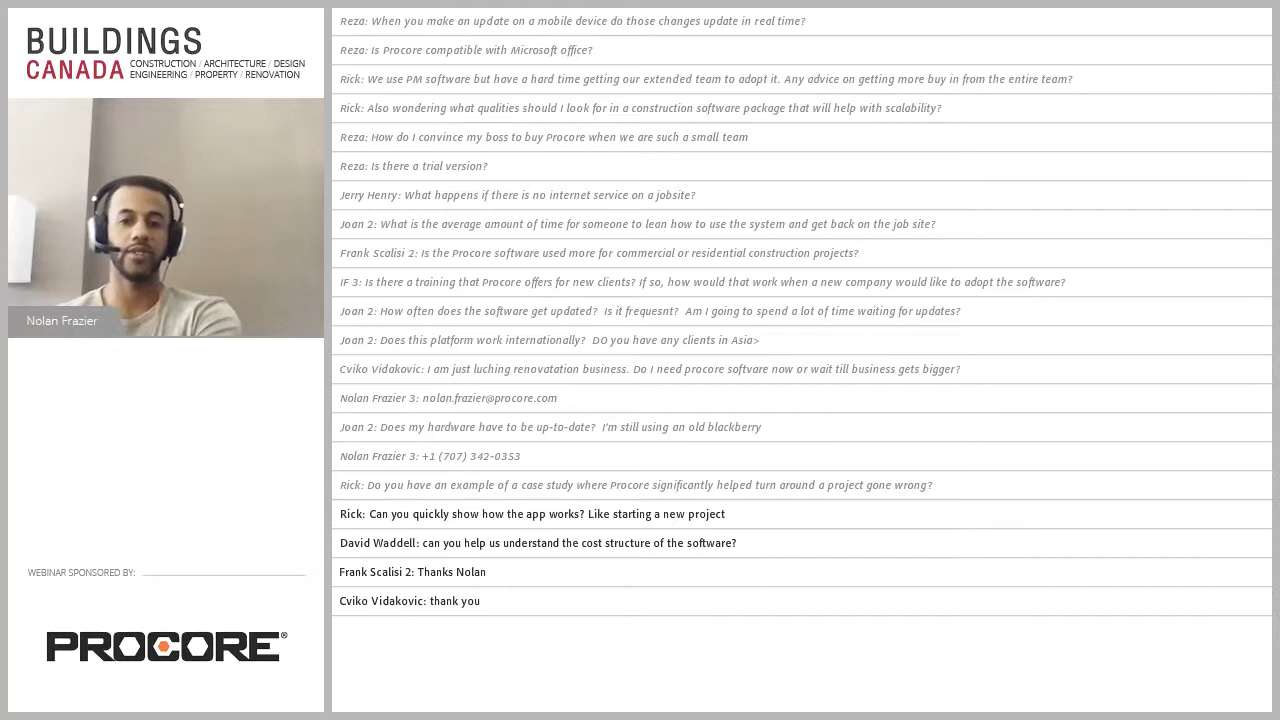 BUILDINGS
CANADA CONSTRUCTION / ARCHITECTURE / DESIGN
ENGINEERING / PROPERTY / RENOVATION
Nolan Frazier
WEBINAR SPONSORED BY:
PROCORE®
Reza: When you make an update on a mobile device do those changes update in real time?
Reza: Is Procore compatible with Microsoft office?
Rick: We use PM software but have a hard time getting our extended team to adopt it. Any advice on getting more buy in from the entire team?
Rick: Also wondering what qualities should I look for in a construction software package that will help with scalability?
Reza: How do I convince my boss to buy Procore when we are such a small team
Reza: Is there a trial version?
Jerry Henry: What happens if there is no internet service on a jobsite?
Joan 2: What is the average amount of time for someone to lean how to use the system and get back on the job site?
Frank Scalisi 2: Is the Procore software used more for commercial or residential construction projects?
IF 3: Is there a training that Procore offers for new clients? If so, how would that work when a new company would like to adopt the software?
Joan 2: How often does the software get updated?  Is it frequesnt?  Am I going to spend a lot of time waiting for updates?
Joan 2: Does this platform work internationally?  DO you have any clients in Asia>
Cviko Vidakovic: I am just luching renovatation business. Do I need procore softvare now or wait till business gets bigger?
Nolan Frazier 3: nolan.frazier@procore.com
Joan 2: Does my hardware have to be up-to-date?  I'm still using an old blackberry
Nolan Frazier 3: +1 (707) 342-0353
Rick: Do you have an example of a case study where Procore significantly helped turn around a project gone wrong?
Rick: Can you quickly show how the app works? Like starting a new project
David Waddell: can you help us understand the cost structure of the software?
Frank Scalisi 2: Thanks Nolan
Cviko Vidakovic: thank you